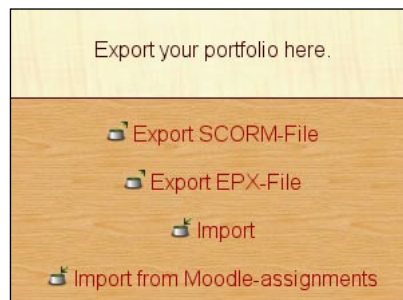 Export your portfolio here.
Export SCORM-File
Export EPX-File
Import
Import from Moodle-assignments